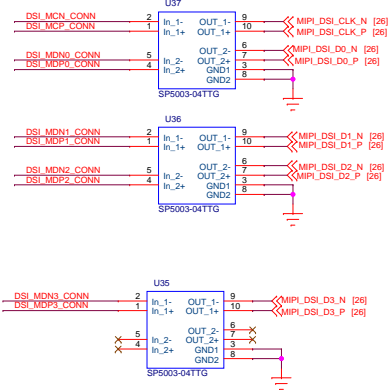 U37
DSI_MCN_CONN 2 In_1- OUT_1- 9 MIPI_DSI_CLK_N [26]
DSI_MCP_CONN 1 In_1+ OUT_1+ 10 MIPI_DSI_CLK_P [26]
OUT_2- 6 MIPI_DSI_D0_N [26]
DSI_MDN0_CONN 5 In_2- OUT_2+ 7 MIPI_DSI_D0_P [26]
DSI_MDP0_CONN 4 In_2+ GND1 3
GND2 8
SP5003-04TTG
U36
DSI_MDN1_CONN 2 In_1- OUT_1- 9 MIPI_DSI_D1_N [26]
DSI_MDP1_CONN 1 In_1+ OUT_1+ 10 MIPI_DSI_D1_P [26]
OUT_2- 6 MIPI_DSI_D2_N [26]
DSI_MDN2_CONN 5 In_2- OUT_2+ 7 MIPI_DSI_D2_P [26]
DSI_MDP2_CONN 4 In_2+ GND1 3
GND2 8
SP5003-04TTG
U35
DSI_MDN3_CONN 2 In_1- OUT_1- 9 MIPI_DSI_D3_N [26]
DSI_MDP3_CONN 1 In_1+ OUT_1+ 10 MIPI_DSI_D3_P [26]
OUT_2- 6
5 In_2- OUT_2+ 7
4 In_2+ GND1 3
GND2 8
SP5003-04TTG